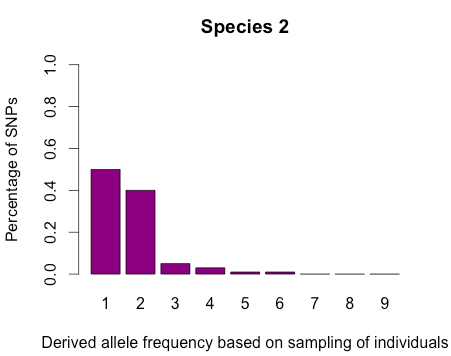 Species 2
Percentage of SNPs
1.0
0.8
0.6
0.4
0.2
0.0
1 2 3 4 5 6 7 8 9
Derived allele frequency based on sampling of individuals